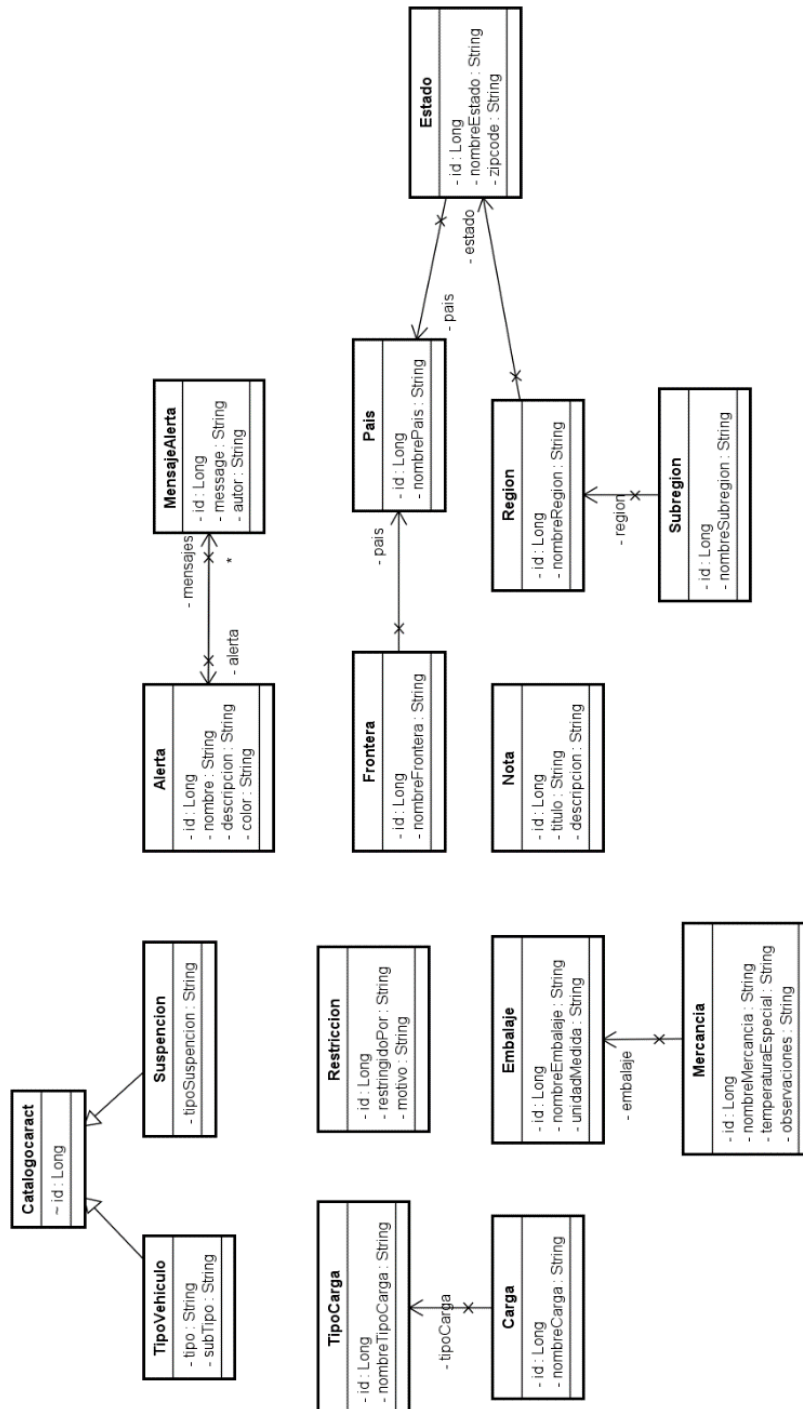 Catalogocaract
~ id : Long
TipoVehiculo
- tipo : String
- subTipo : String
Suspencion
- tipoSuspencion : String
Alerta
- id : Long
- nombre : String
- descripcion : String
- color : String
- alerta
- mensajes
*
MensajeAlerta
- id : Long
- message : String
- autor : String
TipoCarga
- id : Long
- nombreTipoCarga : String
Restriccion
- id : Long
- restringidoPor : String
- motivo : String
Frontera
- id : Long
- nombreFrontera : String
- pais
Pais
- id : Long
- nombrePais : String
- pais
Estado
- id : Long
- nombreEstado : String
- zipcode : String
- estado
- tipoCarga
Carga
- id : Long
- nombreCarga : String
Embalaje
- id : Long
- nombreEmbalaje : String
- unidadMedida : String
Nota
- id : Long
- titulo : String
- descripcion : String
Region
- id : Long
- nombreRegion : String
- embalaje
- region
Mercancia
- id : Long
- nombreMercancia : String
- temperaturaEspecial : String
- observaciones : String
Subregion
- id : Long
- nombreSubregion : String